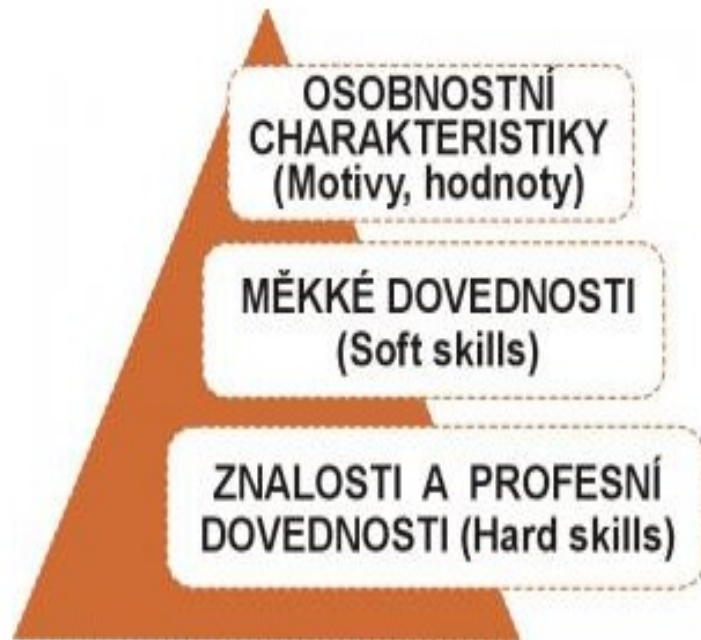 OSOBNOSTNÍ
CHARAKTERISTIKY
(Motivy, hodnoty)
MĚKKÉ DOVEDNOSTI
(Soft skills)
ZNALOSTI A PROFESNÍ
DOVEDNOSTI (Hard skills)